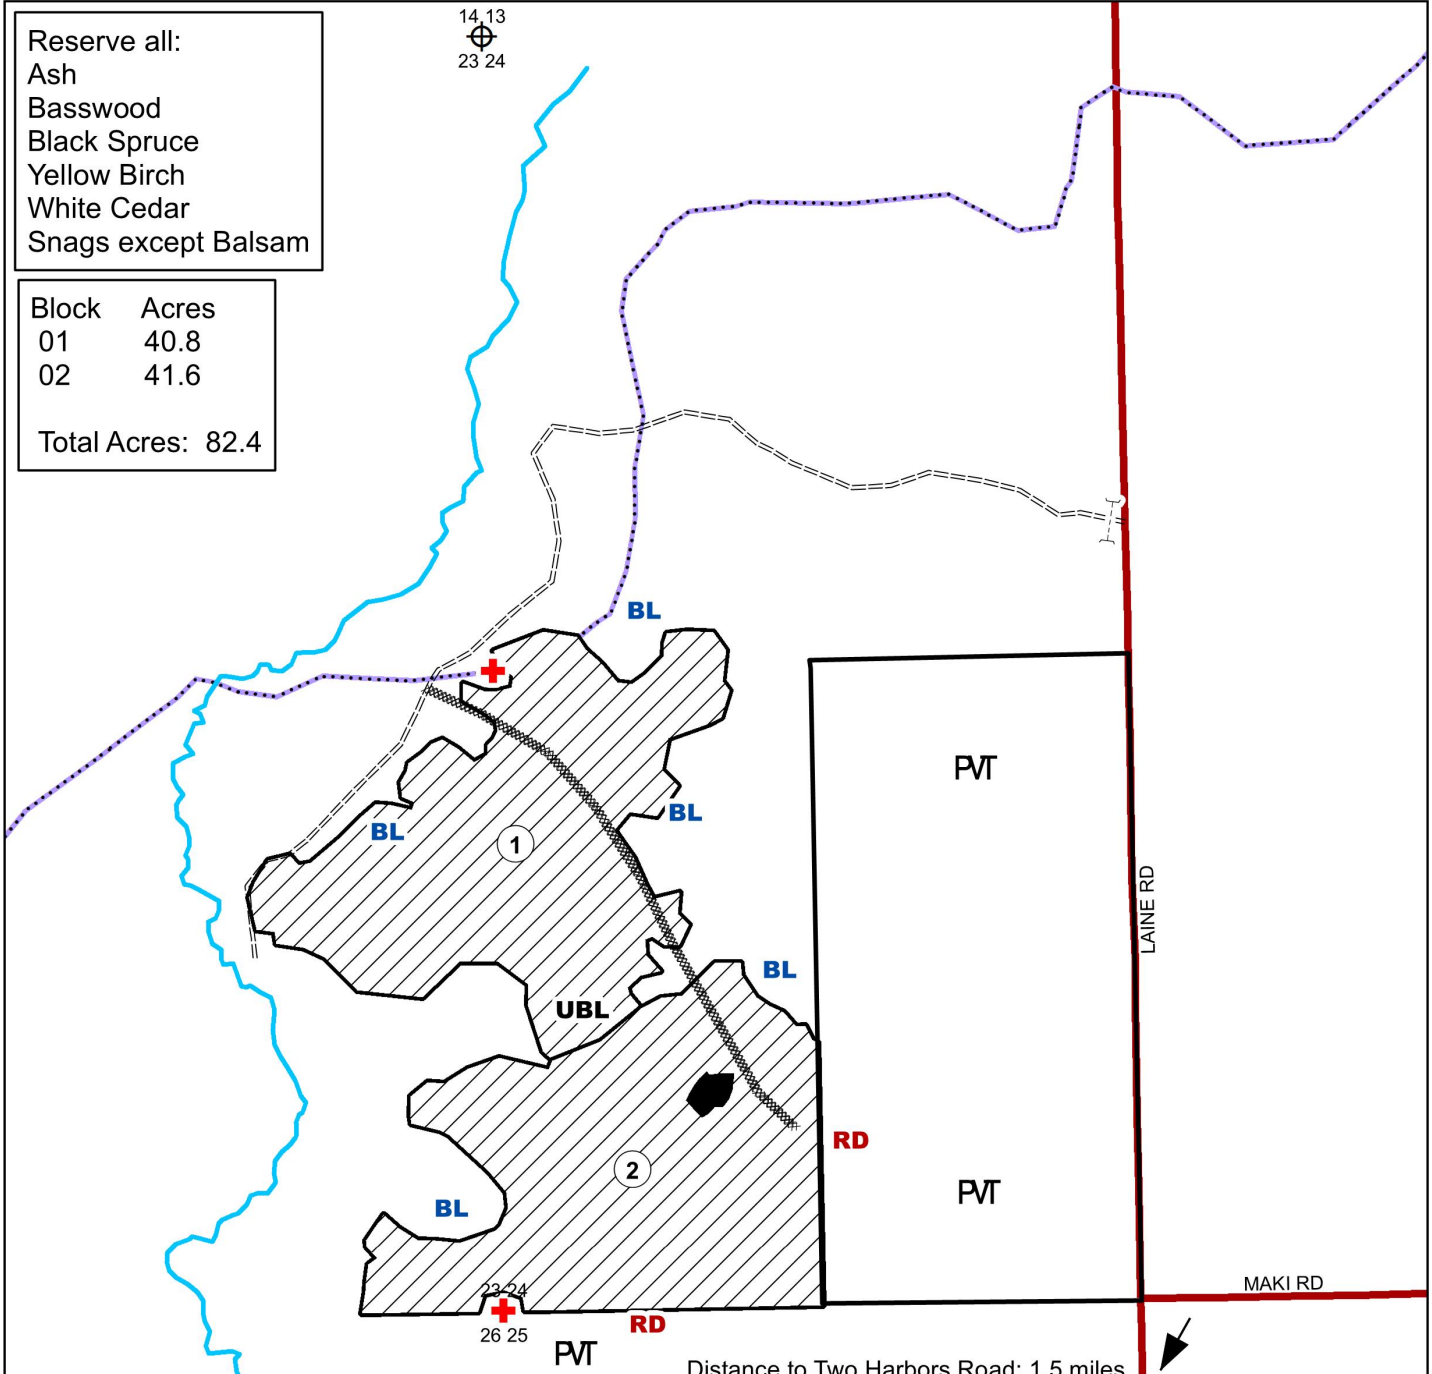 14 13
23 24
Reserve all:
Ash
Basswood
Black Spruce
Yellow Birch
White Cedar
Snags except Balsam
Block Acres
01 40.8
02 41.6
Total Acres: 82.4
BL
PVT
BL
BL
1
LAINE RD
BL
UBL
RD
2
PVT
BL
MAKI RD
23 24
26 25
RD
PVT
Distance to Two Harbors Road: 1.5 miles